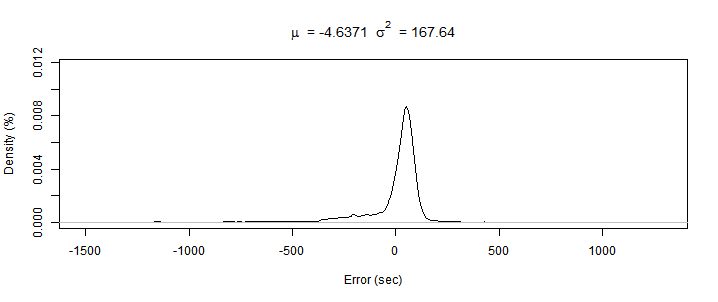 μ = -4.6371 σ² = 167.64
Density (%)
0.012
0.008
0.004
0.000
-1500 -1000 -500 0 500 1000
Error (sec)